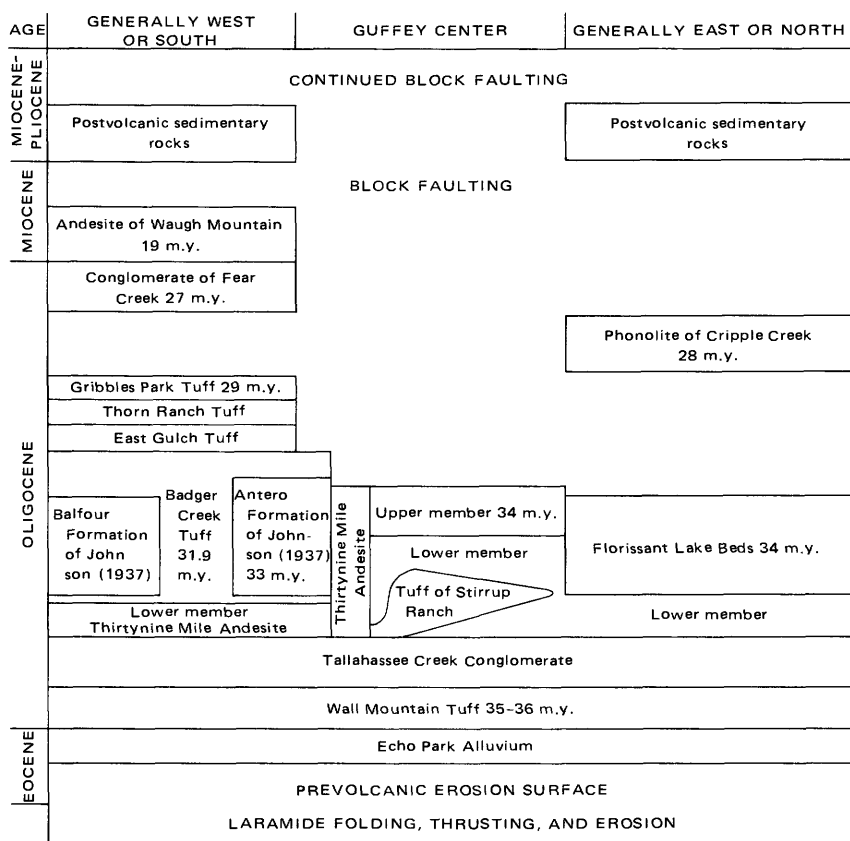 AGE
GENERALLY WEST
OR SOUTH
GUFFEY CENTER
GENERALLY EAST OR NORTH
MIOCENE-
PLIOCENE
CONTINUED BLOCK FAULTING
Postvolcanic sedimentary
rocks
Postvolcanic sedimentary
rocks
MIOCENE
BLOCK FAULTING
Andesite of Waugh Mountain
19 m.y.
OLIGOCENE
Conglomerate of Fear
Creek 27 m.y.
Phonolite of Cripple Creek
28 m.y.
Gribbles Park Tuff 29 m.y.
Thorn Ranch Tuff
East Gulch Tuff
Balfour
Formation
of John
son (1937)
Badger
Creek
Tuff
31.9
m.y.
Antero
Formation
of John-
son (1937)
33 m.y.
Thirtynine Mile
Andesite
Upper member 34 m.y.
Lower member
Tuff of Stirrup
Ranch
Florissant Lake Beds 34 m.y.
Lower member
Thirtynine Mile Andesite
Lower member
Tallahassee Creek Conglomerate
Wall Mountain Tuff 35-36 m.y.
EOCENE
Echo Park Alluvium
PREVOLCANIC EROSION SURFACE
LARAMIDE FOLDING, THRUSTING, AND EROSION